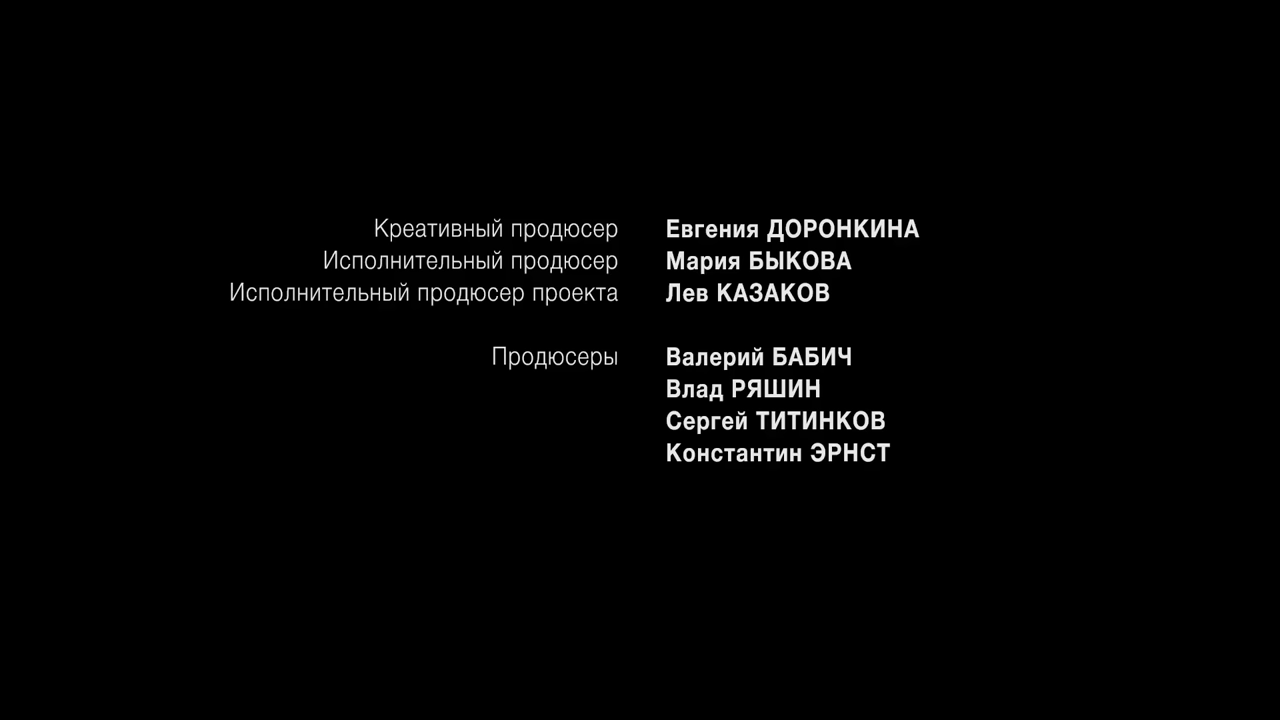 Креативный продюсер Евгения ДОРОНКИНА
Исполнительный продюсер Мария БЫКОВА
Исполнительный продюсер проекта Лев КАЗАКОВ
Продюсеры Валерий БАБИЧ
Влад РЯШИН
Сергей ТИТИНКОВ
Константин ЭРНСТ